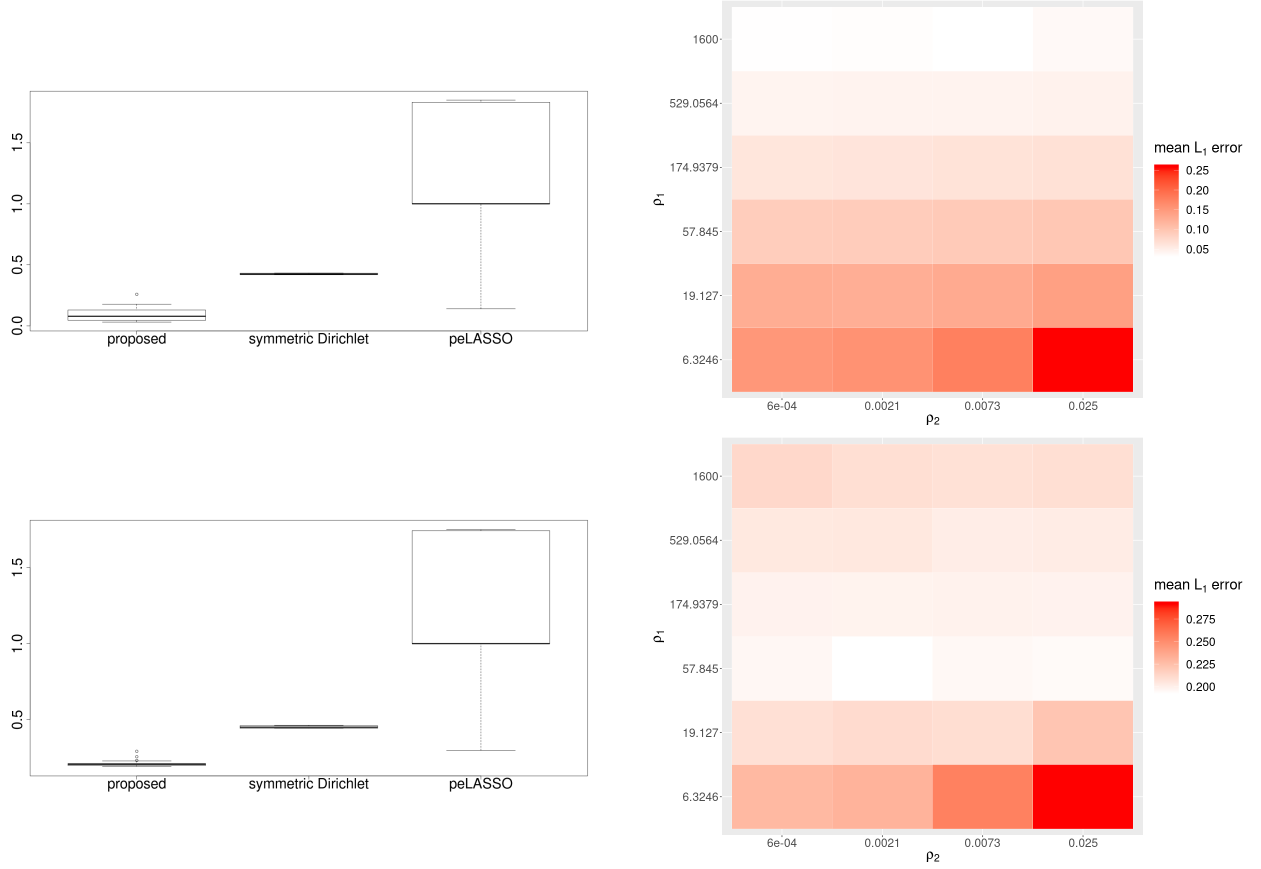 0.0 0.5 1.0 1.5
proposed symmetric Dirichlet peLASSO
ρ1
1600
529.0564
174.9379
57.845
19.127
6.3246
6e-04 0.0021 0.0073 0.025
ρ2
mean L1 error
0.25
0.20
0.15
0.10
0.05
0.5 1.0 1.5
proposed symmetric Dirichlet peLASSO
ρ1
1600
529.0564
174.9379
57.845
19.127
6.3246
6e-04 0.0021 0.0073 0.025
ρ2
mean L1 error
0.275
0.250
0.225
0.200